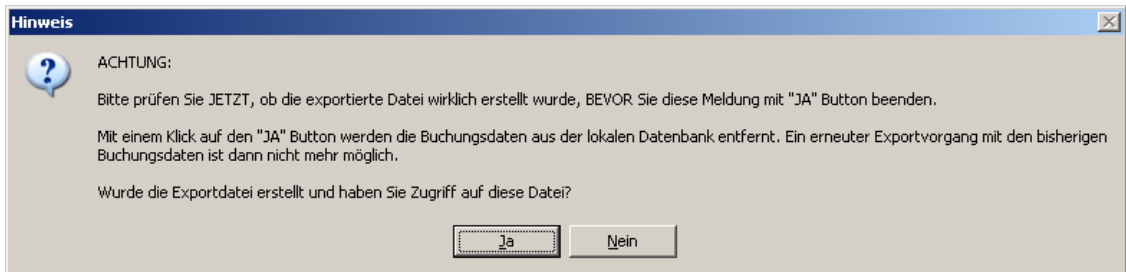 Hinweis
ACHTUNG:
Bitte prüfen Sie JETZT, ob die exportierte Datei wirklich erstellt wurde, BEVOR Sie diese Meldung mit "JA" Button beenden.
Mit einem Klick auf den "JA" Button werden die Buchungsdaten aus der lokalen Datenbank entfernt. Ein erneuter Exportvorgang mit den bisherigen
Buchungsdaten ist dann nicht mehr möglich.
Wurde die Exportdatei erstellt und haben Sie Zugriff auf diese Datei?
Ja
Nein